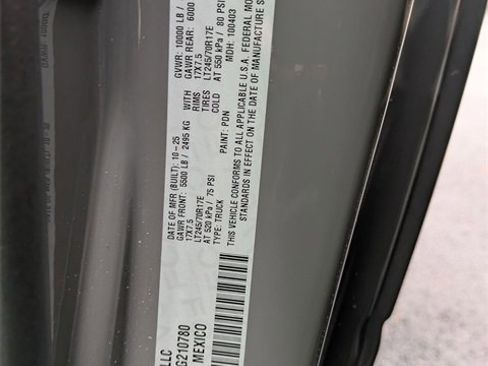 LLC
DATE OF MFR (BUILT): 10-25 GVWR: 10000 LB /
GAWR FRONT: 5500 LB / 2495 KG WITH GAWR REAR: 6000
17X7.5 RIMS 17X7.5
LT245/70R17E TIRES LT245/70R17E
AT 520 kPa / 75 PSI COLD AT 550 kPa / 80 PSI
TYPE: TRUCK PAINT: PDN MDH: 100403
THIS VEHICLE CONFORMS TO ALL APPLICABLE U.S.A. FEDERAL MO
STANDARDS IN EFFECT ON THE DATE OF MANUFACTURE S
G210780
MEXICO